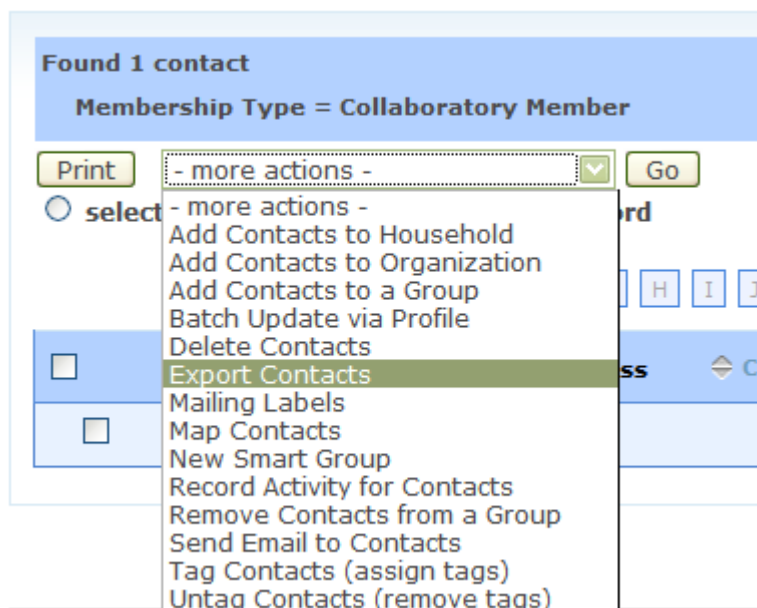 Found 1 contact
Membership Type = Collaboratory Member
Print - more actions - Go
select
- more actions -
Add Contacts to Household
Add Contacts to Organization
Add Contacts to a Group
H I J
Batch Update via Profile
Delete Contacts
Export Contacts
Mailing Labels
Map Contacts
New Smart Group
Record Activity for Contacts
Remove Contacts from a Group
Send Email to Contacts
Tag Contacts (assign tags)
Untag Contacts (remove tags)